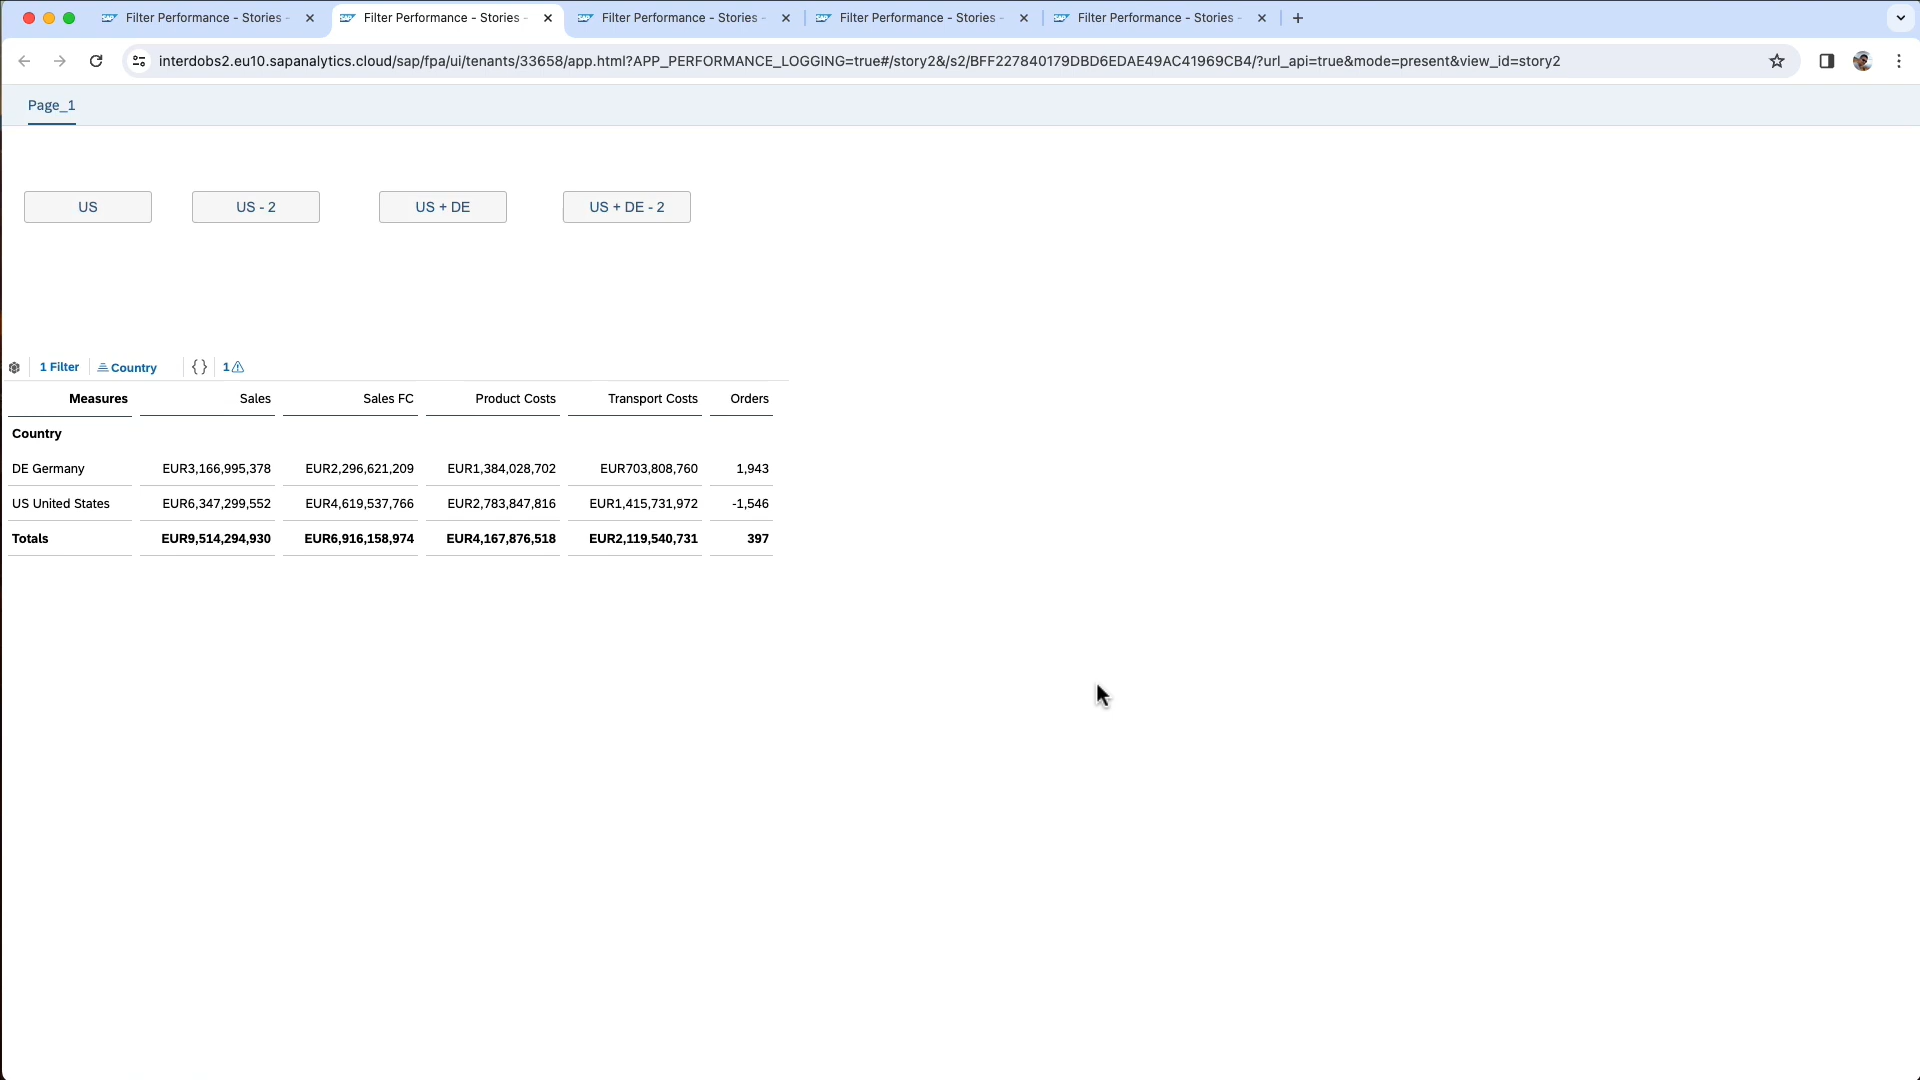 Filter Performance - Stories - Filter Performance - Stories - Filter Performance - Stories - Filter Performance - Stories - Filter Performance - Stories -
interdobs2.eu10.sapanalytics.cloud/sap/fpa/ui/tenants/33658/app.html?APP_PERFORMANCE_LOGGING=true#/story2&/s2/BFF227840179DBD6EDAE49AC41969CB4/?url_api=true&mode=present&view_id=story2
Page_1
US US - 2 US + DE US + DE - 2
1 Filter Country { } 1
Measures Sales Sales FC Product Costs Transport Costs Orders
Country
DE Germany EUR3,166,995,378 EUR2,296,621,209 EUR1,384,028,702 EUR703,808,760 1,943
US United States EUR6,347,299,552 EUR4,619,537,766 EUR2,783,847,816 EUR1,415,731,972 -1,546
Totals EUR9,514,294,930 EUR6,916,158,974 EUR4,167,876,518 EUR2,119,540,731 397